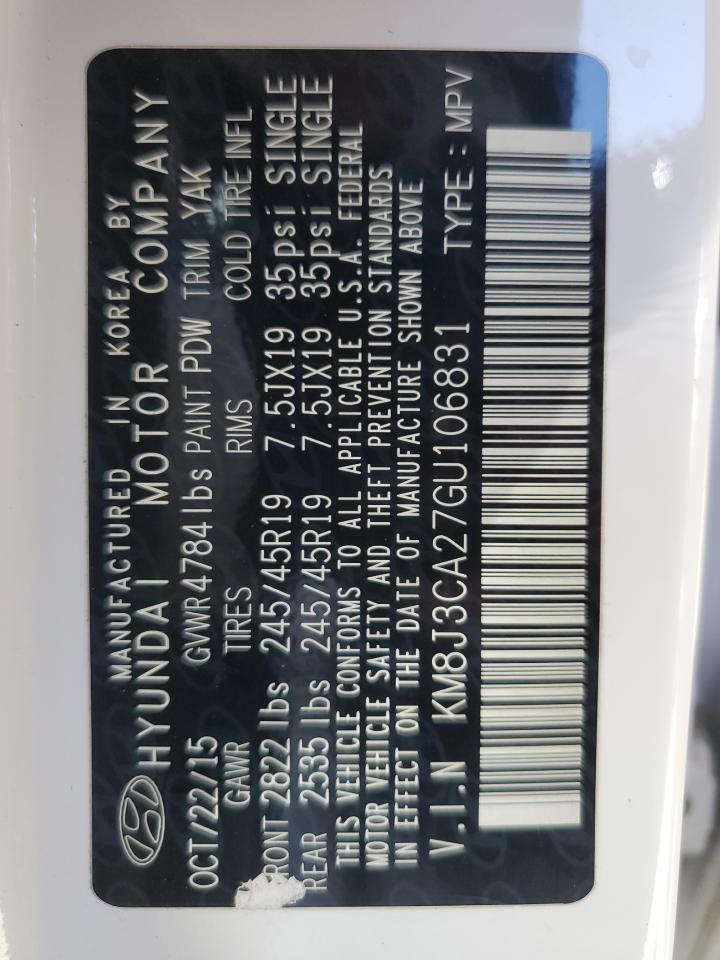 MANUFACTURED IN KOREA BY
HYUNDAI MOTOR COMPANY
OCT/22/15 GVWR 4784lbs PAINT PDW TRIM YAK
GAWR TIRES RIMS COLD TIRE INFL
FRONT 2822 lbs 245/45R19 7.5JX19 35psi SINGLE
REAR 2535 lbs 245/45R19 7.5JX19 35psi SINGLE
THIS VEHICLE CONFORMS TO ALL APPLICABLE U.S.A. FEDERAL
MOTOR VEHICLE SAFETY AND THEFT PREVENTION STANDARDS
IN EFFECT ON THE DATE OF MANUFACTURE SHOWN ABOVE
V.I.N KM8J3CA27GU106831 TYPE : MPV